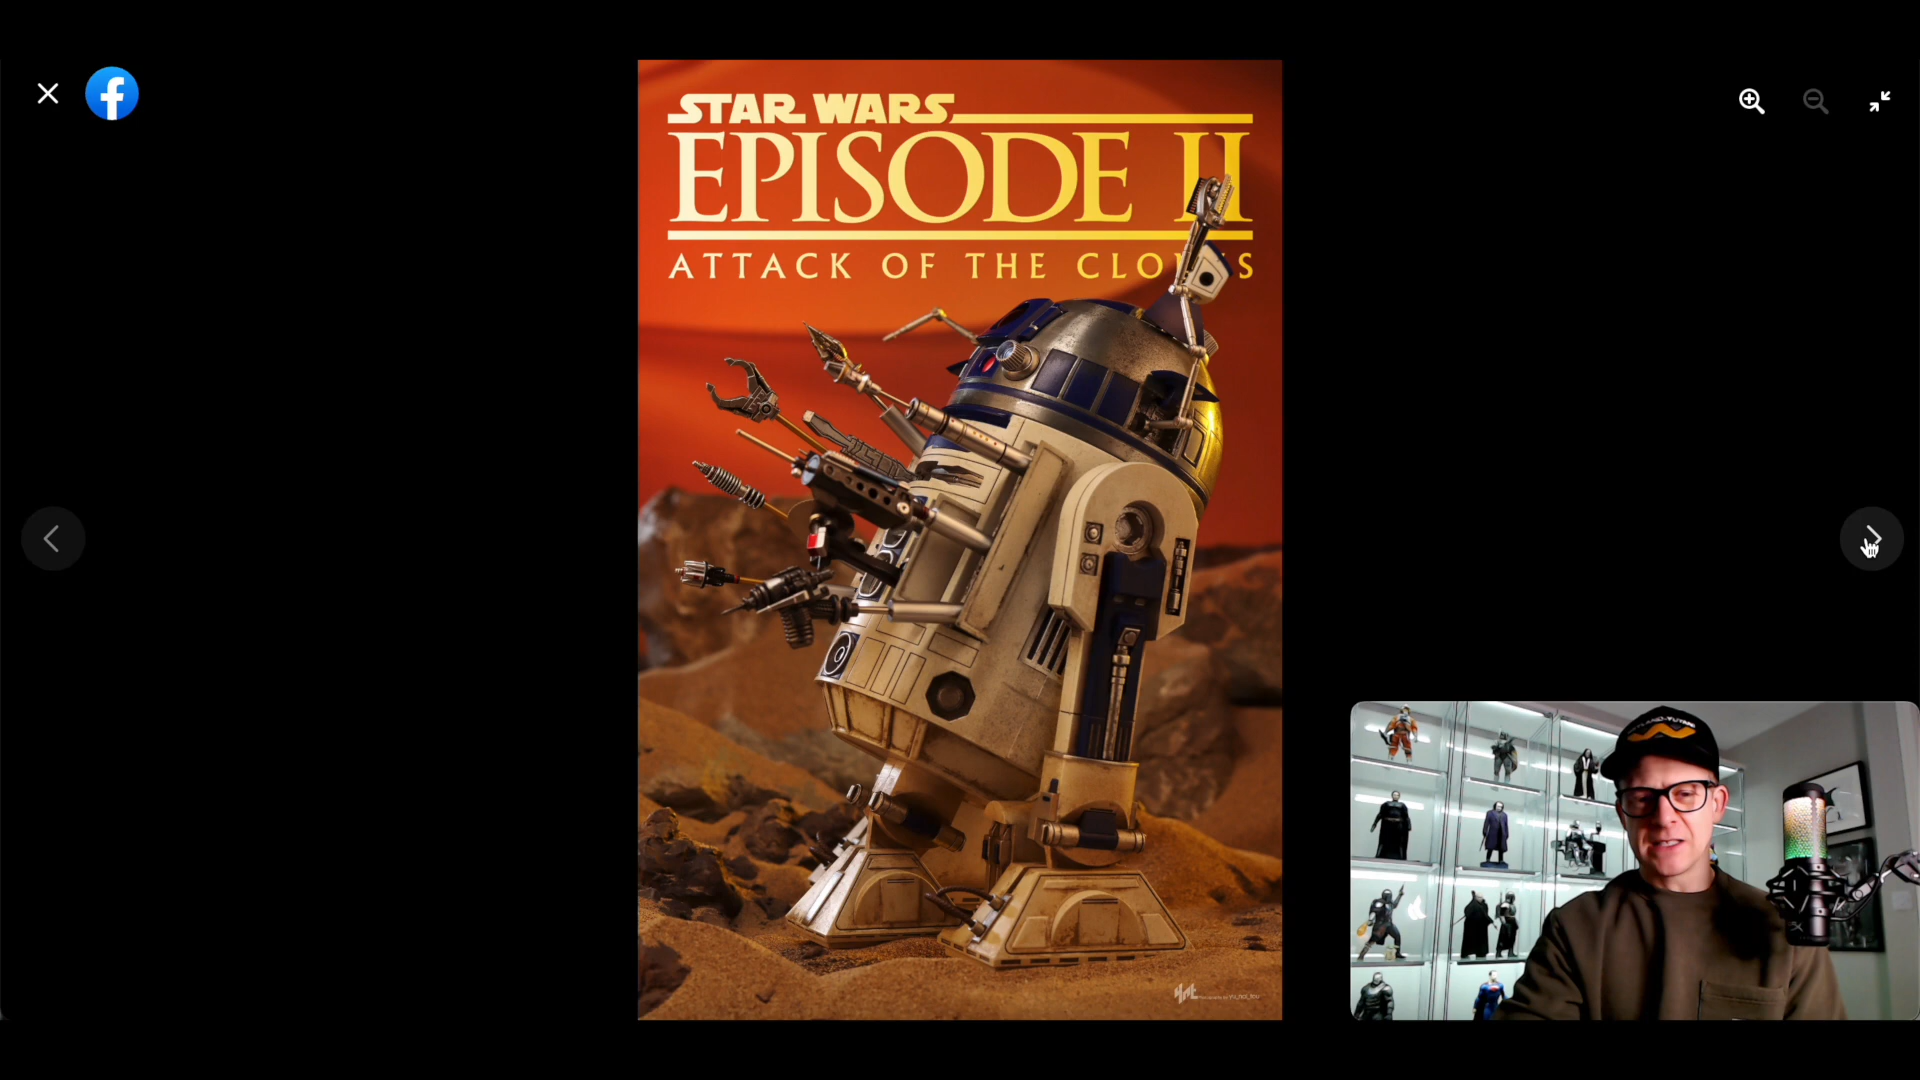 STAR WARS
EPISODE II
ATTACK OF THE CLO S